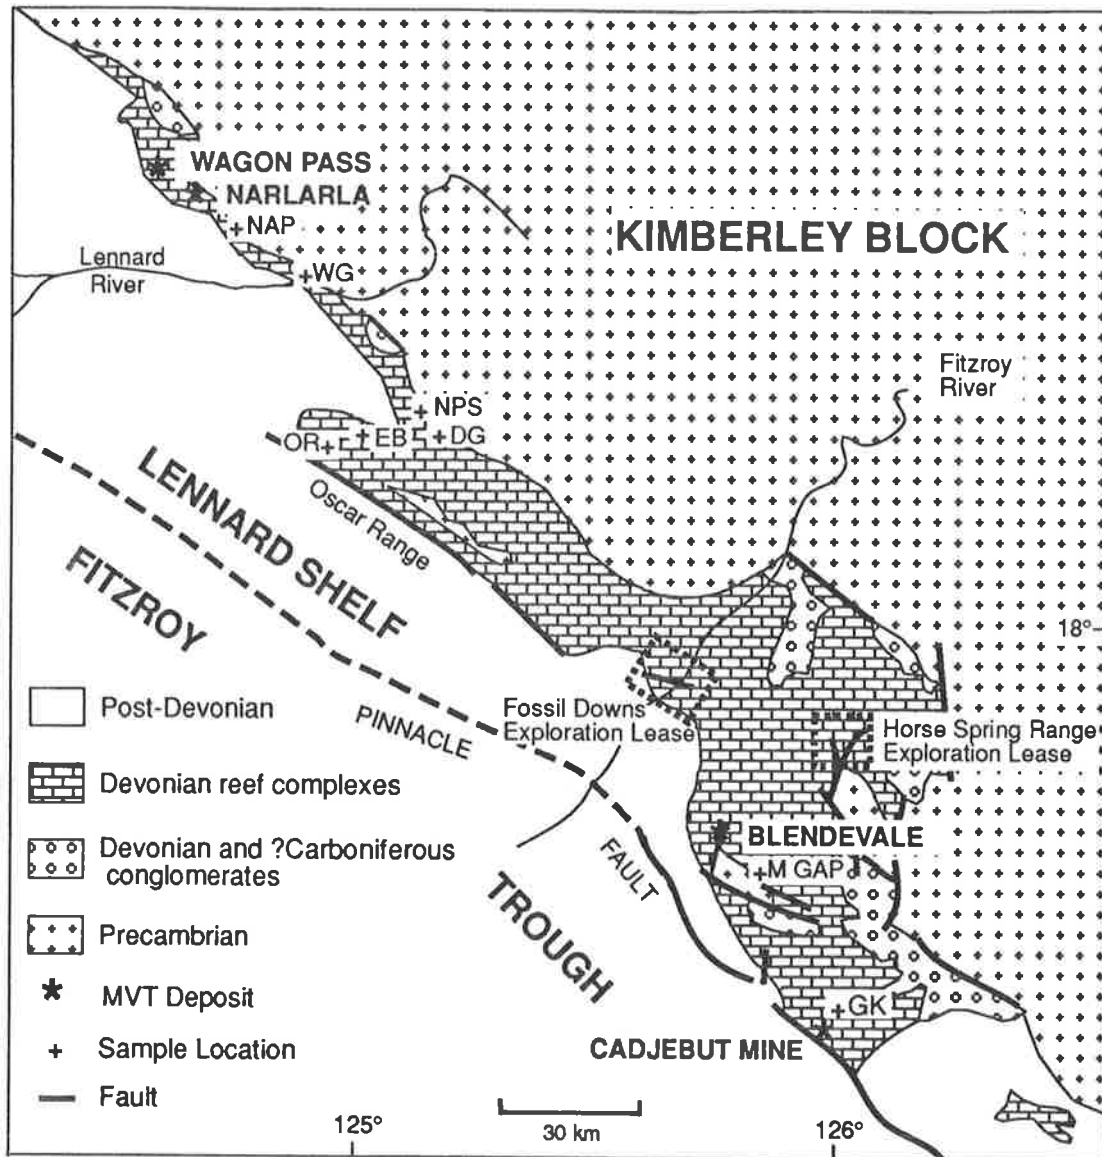 WAGON PASS
NARLARLA
+NAP
KIMBERLEY BLOCK
Lennard
River
+WG
Fitzroy
River
+NPS
OR+
+EB
+DG
LENNARD SHELF
Oscar Range
FITZROY
18°
Post-Devonian
PINNACLE
Fossil Downs
Exploration Lease
Horse Spring Range
Exploration Lease
Devonian reef complexes
BLENDEVALE
Devonian and ?Carboniferous
conglomerates
FAULT
+M GAP
TROUGH
Precambrian
* MVT Deposit
+GK
+ Sample Location
CADJEBUT MINE
Fault
125°
30 km
126°